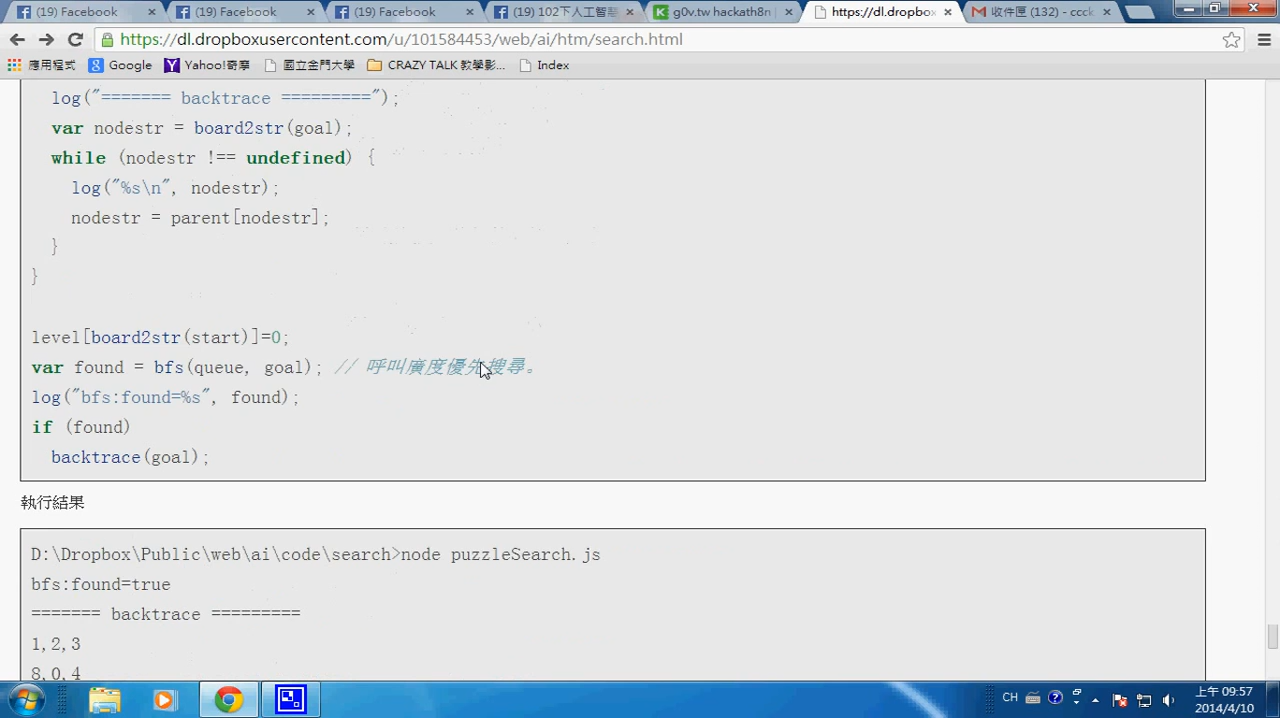 (19) Facebook
(19) Facebook
(19) Facebook
(19) 102下人工智慧
g0v.tw hackath8n
https://dl.dropbox
收件匣 (132) - ccck
https://dl.dropboxusercontent.com/u/101584453/web/ai/htm/search.html
應用程式
Google
Yahoo!奇摩
國立金門大學
CRAZY TALK 教學影...
Index
log("======= backtrace =========");
var nodestr = board2str(goal);
while (nodestr !== undefined) {
log("%s\n", nodestr);
nodestr = parent[nodestr];
}
}
level[board2str(start)]=0;
var found = bfs(queue, goal); // 呼叫廣度優先搜尋。
log("bfs:found=%s", found);
if (found)
backtrace(goal);
執行結果
D:\Dropbox\Public\web\ai\code\search>node puzzleSearch.js
bfs:found=true
======= backtrace =========
1,2,3
8,0,4
CH
上午 09:57
2014/4/10